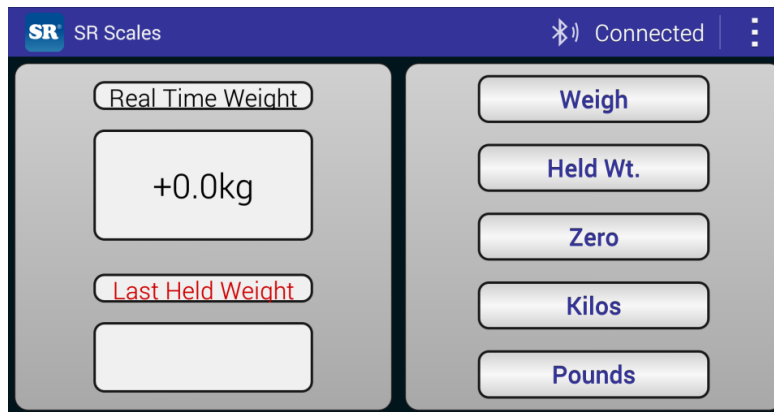 SR® SR Scales
Connected
Real Time Weight
+0.0kg
Last Held Weight
Weigh
Held Wt.
Zero
Kilos
Pounds